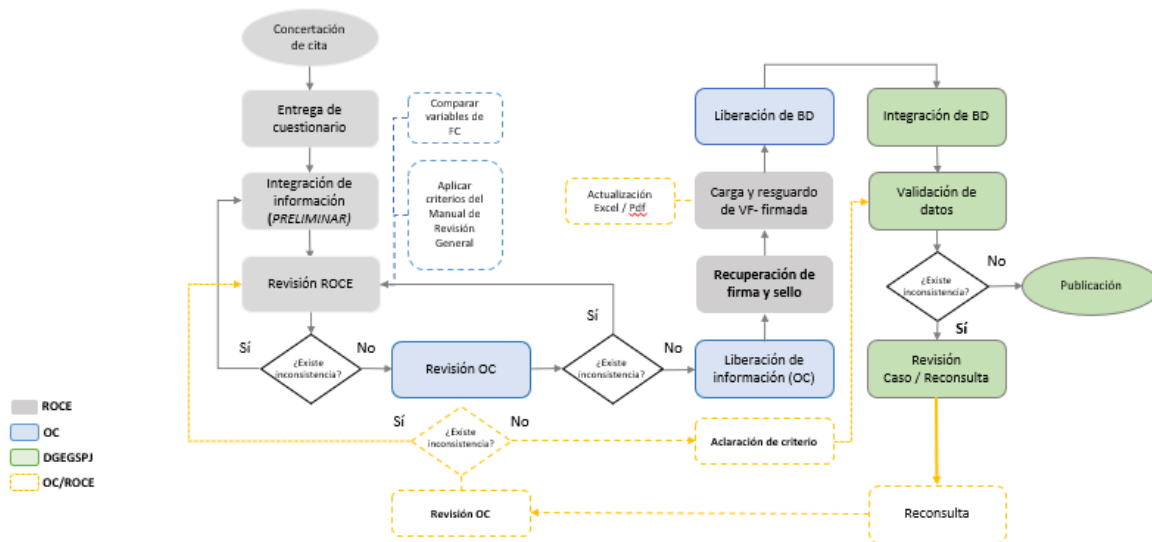 Concertación
de cita
Entrega de
cuestionario
Integración de
información
(PRELIMINAR)
Revisión ROCE
Comparar
variables de
FC
Aplicar
criterios del
Manual de
Revisión
General
¿Existe
inconsistencia?
Sí
No
Revisión OC
¿Existe
inconsistencia?
Sí
No
Liberación de
información (OC)
Recuperación de
firma y sello
Carga y resguardo
de VF- firmada
Actualización
Excel / Pdf
Liberación de BD
Integración de BD
Validación de
datos
¿Existe
inconsistencia?
No
Publicación
Sí
Revisión
Caso / Reconsulta
Reconsulta
Revisión OC
¿Existe
inconsistencia?
Sí
No
Aclaración de criterio
ROCE
OC
DGEGSPJ
OC/ROCE